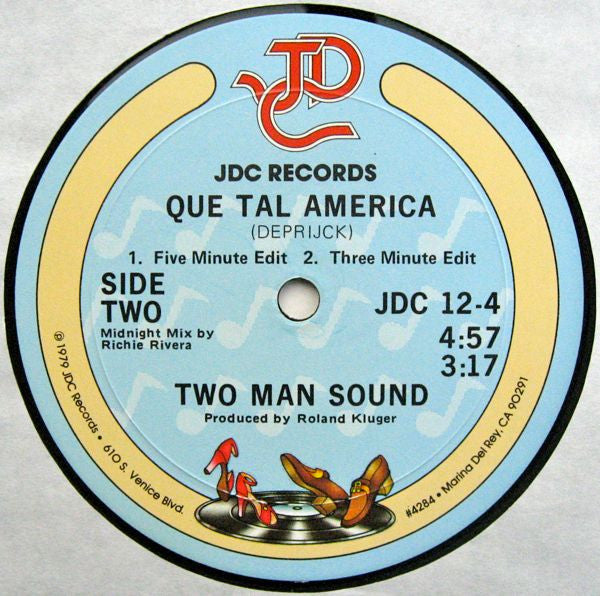 JDC
JDC RECORDS
QUE TAL AMERICA
(DEPRIJCK)
1. Five Minute Edit 2. Three Minute Edit
SIDE
TWO
Midnight Mix by
Richie Rivera
JDC 12-4
4:57
3:17
TWO MAN SOUND
Produced by Roland Kluger
℗ 1979 JDC Records • 610 S. Venice Blvd. #4284 • Marina Del Rey, CA 90291